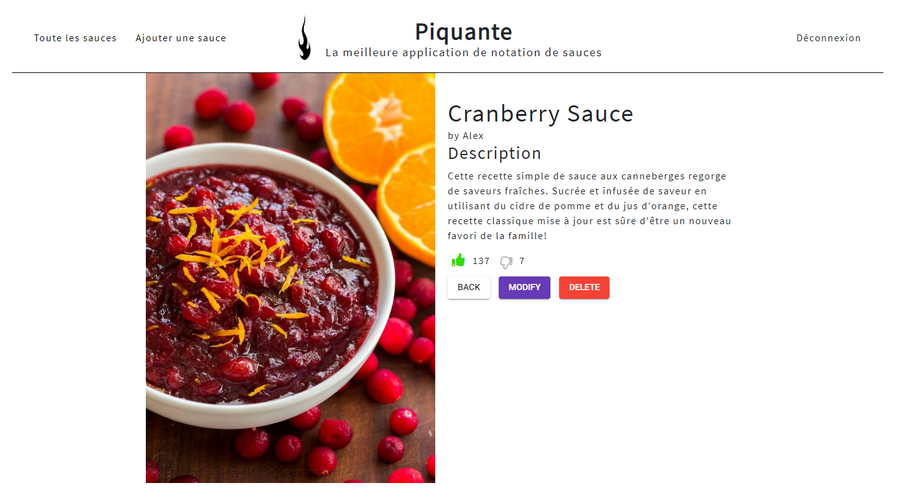 Toute les sauces
Ajouter une sauce
Piquante
La meilleure application de notation de sauces
Déconnexion
Cranberry Sauce
by Alex
Description
Cette recette simple de sauce aux canneberges regorge
de saveurs fraîches. Sucrée et infusée de saveur en
utilisant du cidre de pomme et du jus d'orange, cette
recette classique mise à jour est sûre d'être un nouveau
favori de la famille!
137 7
BACK MODIFY DELETE